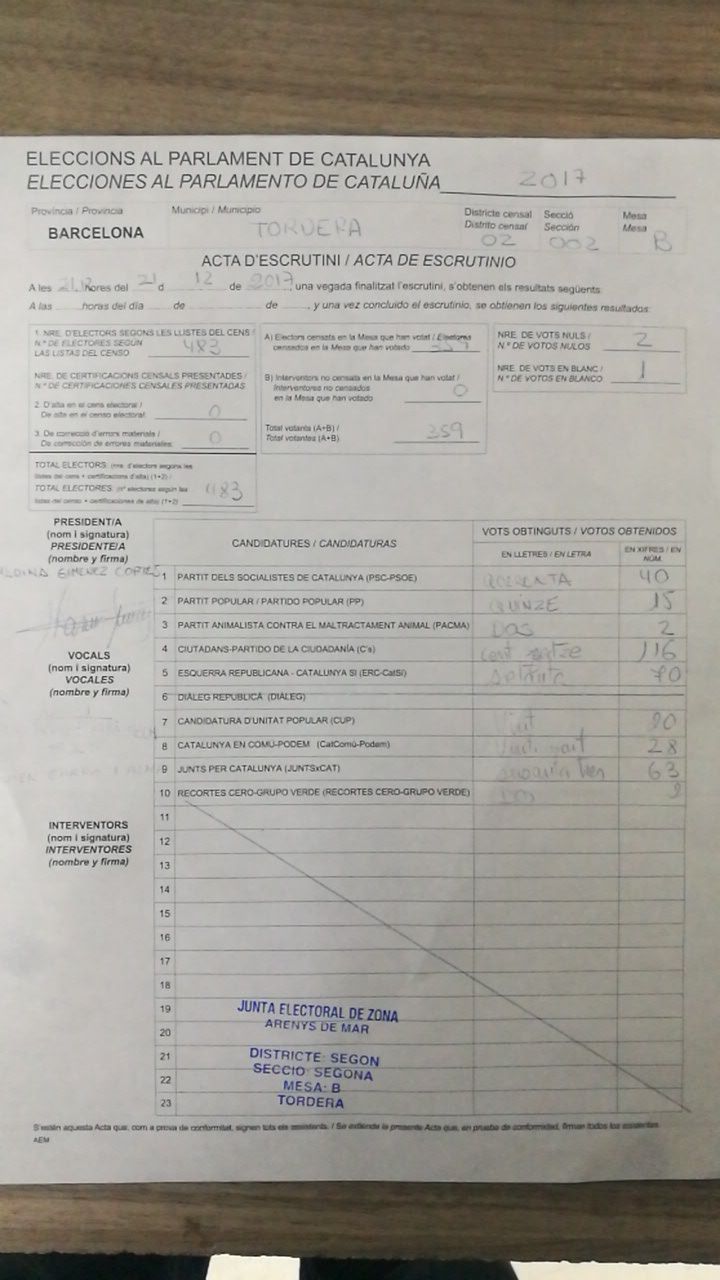 ELECCIONS AL PARLAMENT DE CATALUNYA
ELECCIONES AL PARLAMENTO DE CATALUÑA 2017
Província / Provincia
BARCELONA
Municipi / Municipio
TORDERA
Districte censal
Distrito censal
02
Secció
Sección
002
Mesa
Mesa
B
ACTA D'ESCRUTINI / ACTA DE ESCRUTINIO
A les hores del 21 d 12 de 2017, una vegada finalitzat l'escrutini, s'obtenen els resultats següents:
A las horas del día de de , y una vez concluido el escrutinio, se obtienen los siguientes resultados:
1. NRE. D'ELECTORS SEGONS LES LLISTES DEL CENS /
N.º DE ELECTORES SEGÚN
LAS LISTAS DEL CENSO 483
NRE. DE CERTIFICACIONS CENSALS PRESENTADES /
N.º DE CERTIFICACIONES CENSALES PRESENTADAS
2. D'alta en el cens electoral /
De alta en el censo electoral: 0
3. De correcció d'errors materials /
De corrección de errores materiales: 0
TOTAL ELECTORS: (nre. d'electors segons les
llistes del cens + certificacions d'alta) (1+2) /
TOTAL ELECTORES: (nº electores según las
listas del censo + certificaciones de alta) (1+2) 483
A) Electors censats en la Mesa que han votat / Electores
censados en la Mesa que han votado 359
B) Interventors no censats en la Mesa que han votat /
Interventores no censados
en la Mesa que han votado 0
Total votants (A+B) /
Total votantes (A+B) 359
NRE. DE VOTS NULS /
N.º DE VOTOS NULOS 2
NRE. DE VOTS EN BLANC /
N.º DE VOTOS EN BLANCO 1
PRESIDENT/A
(nom i signatura)
PRESIDENTE/A
(nombre y firma)
GIMENEZ
VOCALS
(nom i signatura)
VOCALES
(nombre y firma)
INTERVENTORS
(nom i signatura)
INTERVENTORES
(nombre y firma)
CANDIDATURES / CANDIDATURAS
VOTS OBTINGUTS / VOTOS OBTENIDOS
EN LLETRES / EN LETRA
EN XIFRES / EN NÚM.
1 PARTIT DELS SOCIALISTES DE CATALUNYA (PSC-PSOE) QUERENTA 40
2 PARTIT POPULAR / PARTIDO POPULAR (PP) QUINZE 15
3 PARTIT ANIMALISTA CONTRA EL MALTRACTAMENT ANIMAL (PACMA) DOS 2
4 CIUTADANS-PARTIDO DE LA CIUDADANÍA (C's) cent setze 116
5 ESQUERRA REPUBLICANA - CATALUNYA SÍ (ERC-CatSí) setanta 70
6 DIÀLEG REPUBLICÀ (DIÀLEG)
7 CANDIDATURA D'UNITAT POPULAR (CUP) Vint 20
8 CATALUNYA EN COMÚ-PODEM (CatComú-Podem) Vint vuit 28
9 JUNTS PER CATALUNYA (JUNTSxCAT) seixanta tres 63
10 RECORTES CERO-GRUPO VERDE (RECORTES CERO-GRUPO VERDE) DOS 2
11
12
13
14
15
16
17
18
19
20
21
22
23
JUNTA ELECTORAL DE ZONA
ARENYS DE MAR
DISTRICTE: SEGON
SECCIO: SEGONA
MESA: B
TORDERA
S'estén aquesta Acta que, com a prova de conformitat, signen tots els assistents. / Se extiende la presente Acta que, en prueba de conformidad, firman todos los asistentes.
AEM